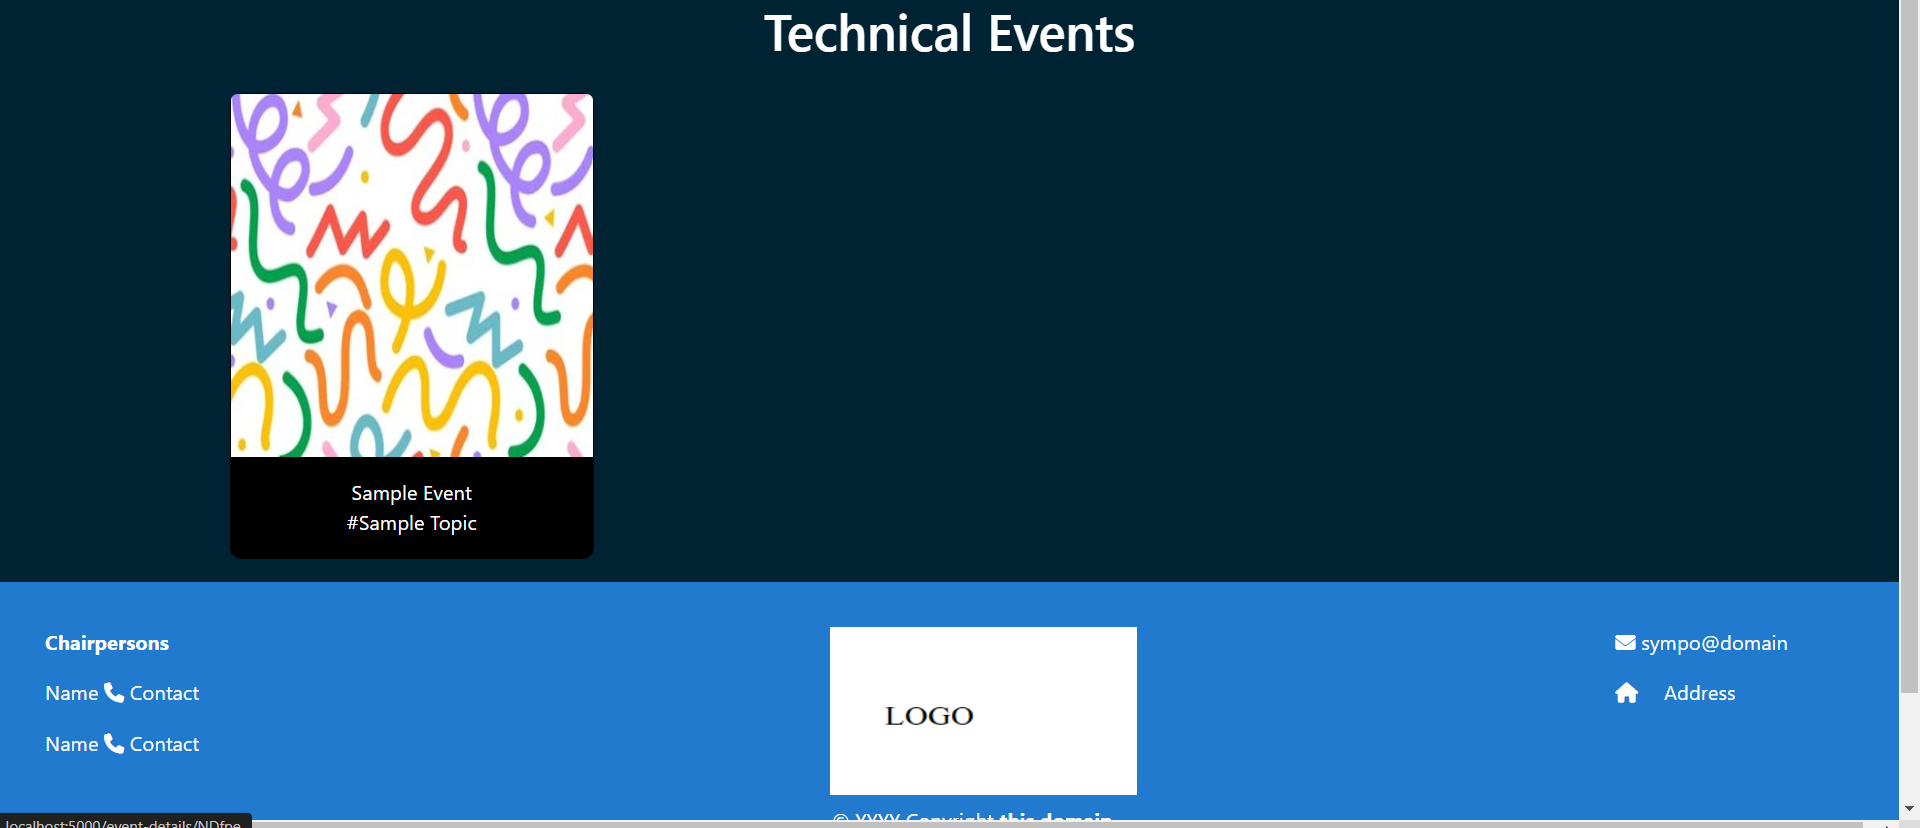 Technical Events
Sample Event
#Sample Topic
Chairpersons
Name Contact
Name Contact
LOGO
© YYYY Copyright this domain
sympo@domain
Address
localhost:5000/event-details/NDfpe